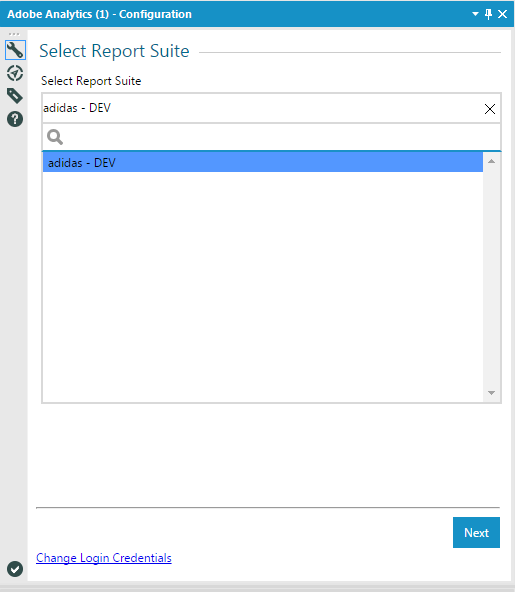 Adobe Analytics (1) - Configuration
Select Report Suite
Select Report Suite
adidas - DEV
adidas - DEV
Next
Change Login Credentials